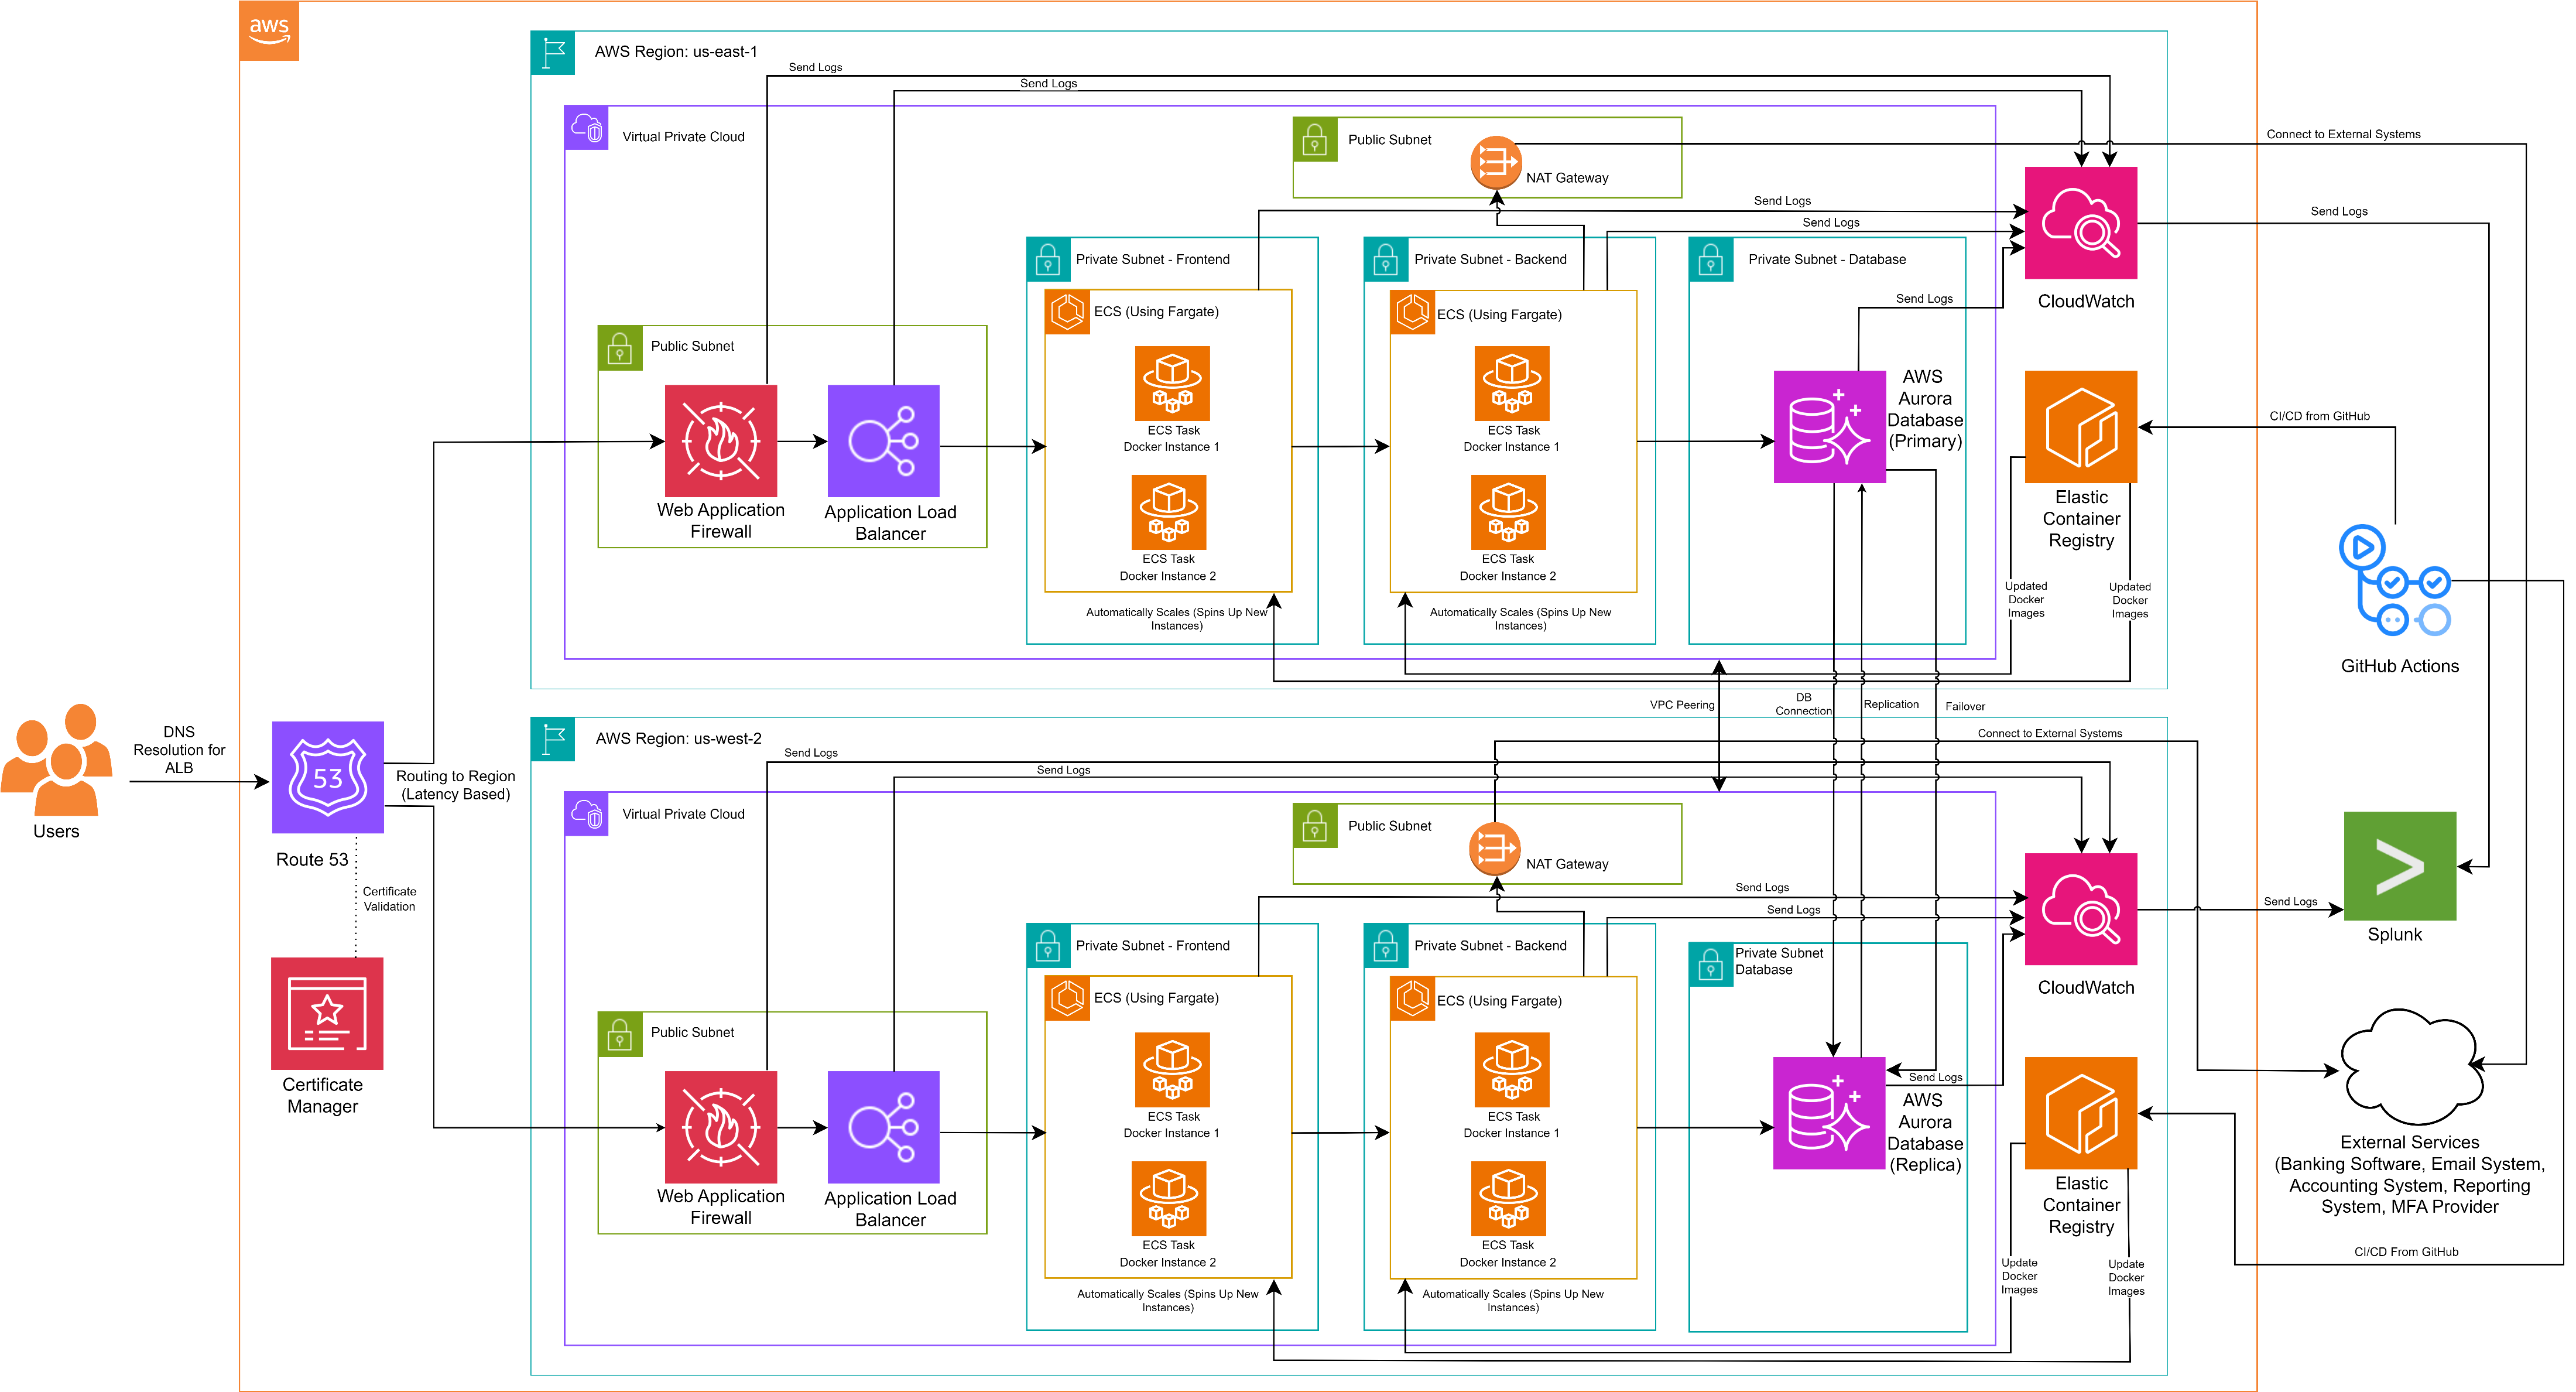 aws
AWS Region: us-east-1
Send Logs
Send Logs
Virtual Private Cloud
Public Subnet
NAT Gateway
Connect to External Systems
Send Logs
Send Logs
Send Logs
Private Subnet - Frontend
Private Subnet - Backend
Private Subnet - Database
ECS (Using Fargate)
ECS (Using Fargate)
Send Logs
CloudWatch
Public Subnet
ECS Task
Docker Instance 1
ECS Task
Docker Instance 1
AWS
Aurora
Database
(Primary)
CI/CD from GitHub
Web Application
Firewall
Application Load
Balancer
ECS Task
Docker Instance 2
ECS Task
Docker Instance 2
Elastic
Container
Registry
Automatically Scales (Spins Up New
Instances)
Automatically Scales (Spins Up New
Instances)
Updated
Docker
Images
Updated
Docker
Images
GitHub Actions
VPC Peering
DB
Connection
Replication
Failover
Users
DNS
Resolution for
ALB
53
Route 53
Routing to Region
(Latency Based)
Certificate
Validation
Certificate
Manager
AWS Region: us-west-2
Send Logs
Send Logs
Connect to External Systems
Virtual Private Cloud
Public Subnet
NAT Gateway
Send Logs
Send Logs
Send Logs
Splunk
Private Subnet - Frontend
Private Subnet - Backend
Private Subnet
Database
ECS (Using Fargate)
ECS (Using Fargate)
CloudWatch
Public Subnet
Send Logs
ECS Task
Docker Instance 1
ECS Task
Docker Instance 1
AWS
Aurora
Database
(Replica)
Web Application
Firewall
Application Load
Balancer
ECS Task
Docker Instance 2
ECS Task
Docker Instance 2
Elastic
Container
Registry
External Services
(Banking Software, Email System,
Accounting System, Reporting
System, MFA Provider
CI/CD From GitHub
Automatically Scales (Spins Up New
Instances)
Automatically Scales (Spins Up New
Instances)
Update
Docker
Images
Update
Docker
Images